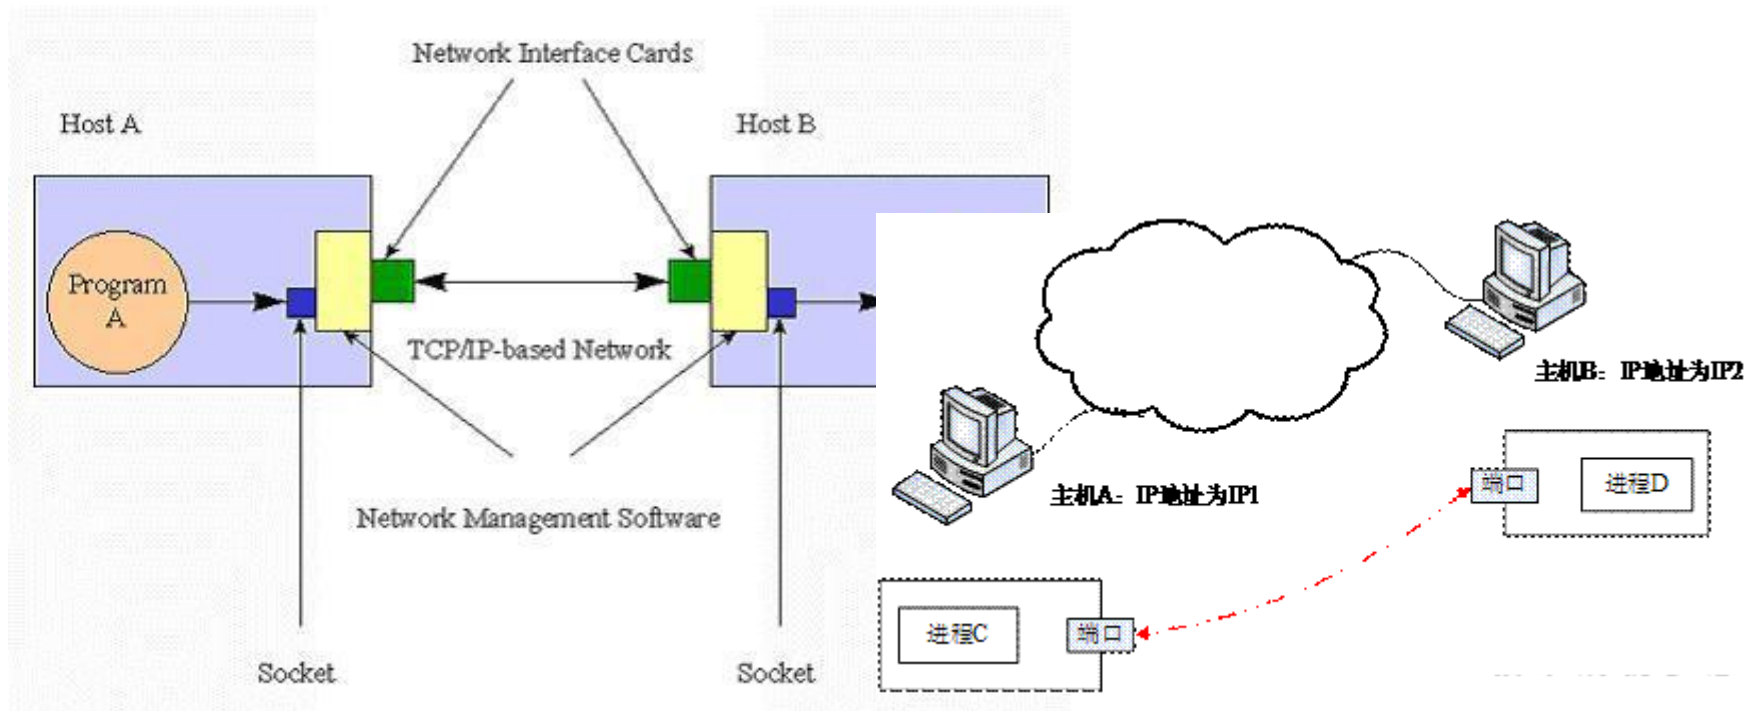 Network Interface Cards
Host A
Host B
Program
A
TCP/IP-based Network
Network Management Software
Socket
Socket
主机B：IP地址为IP2
主机A：IP地址为IP1
端口
进程D
进程C
端口